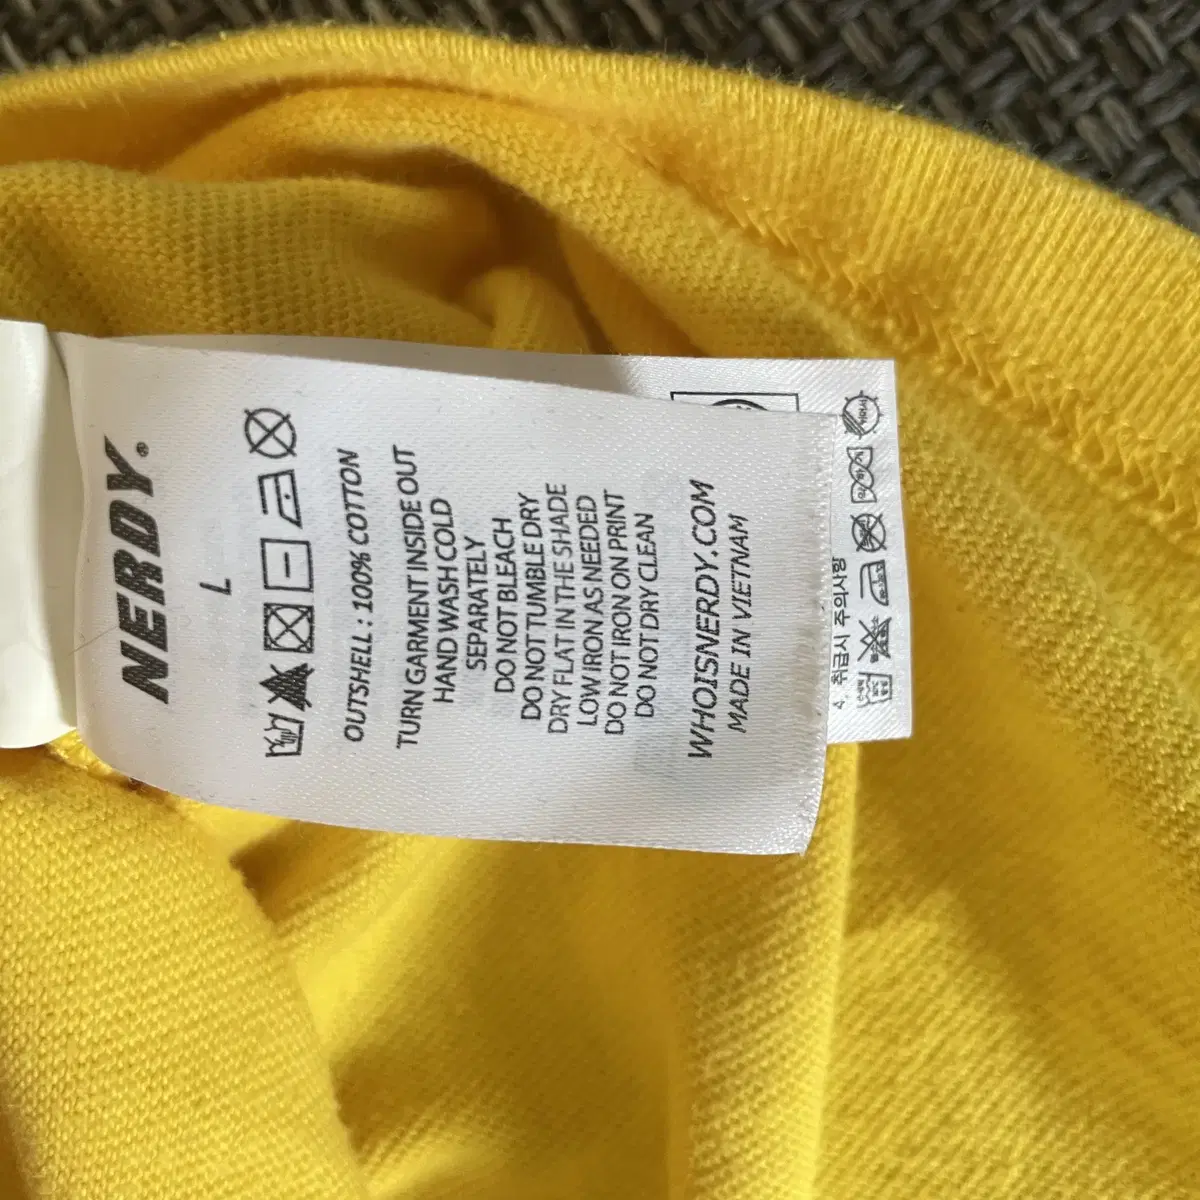 NERDY®
L
OUTSHELL : 100% COTTON
TURN GARMENT INSIDE OUT
HAND WASH COLD
SEPARATELY
DO NOT BLEACH
DO NOT TUMBLE DRY
DRY FLAT IN THE SHADE
LOW IRON AS NEEDED
DO NOT IRON ON PRINT
DO NOT DRY CLEAN
WHOISNERDY.COM
MADE IN VIETNAM
4. 취급시 주의사항